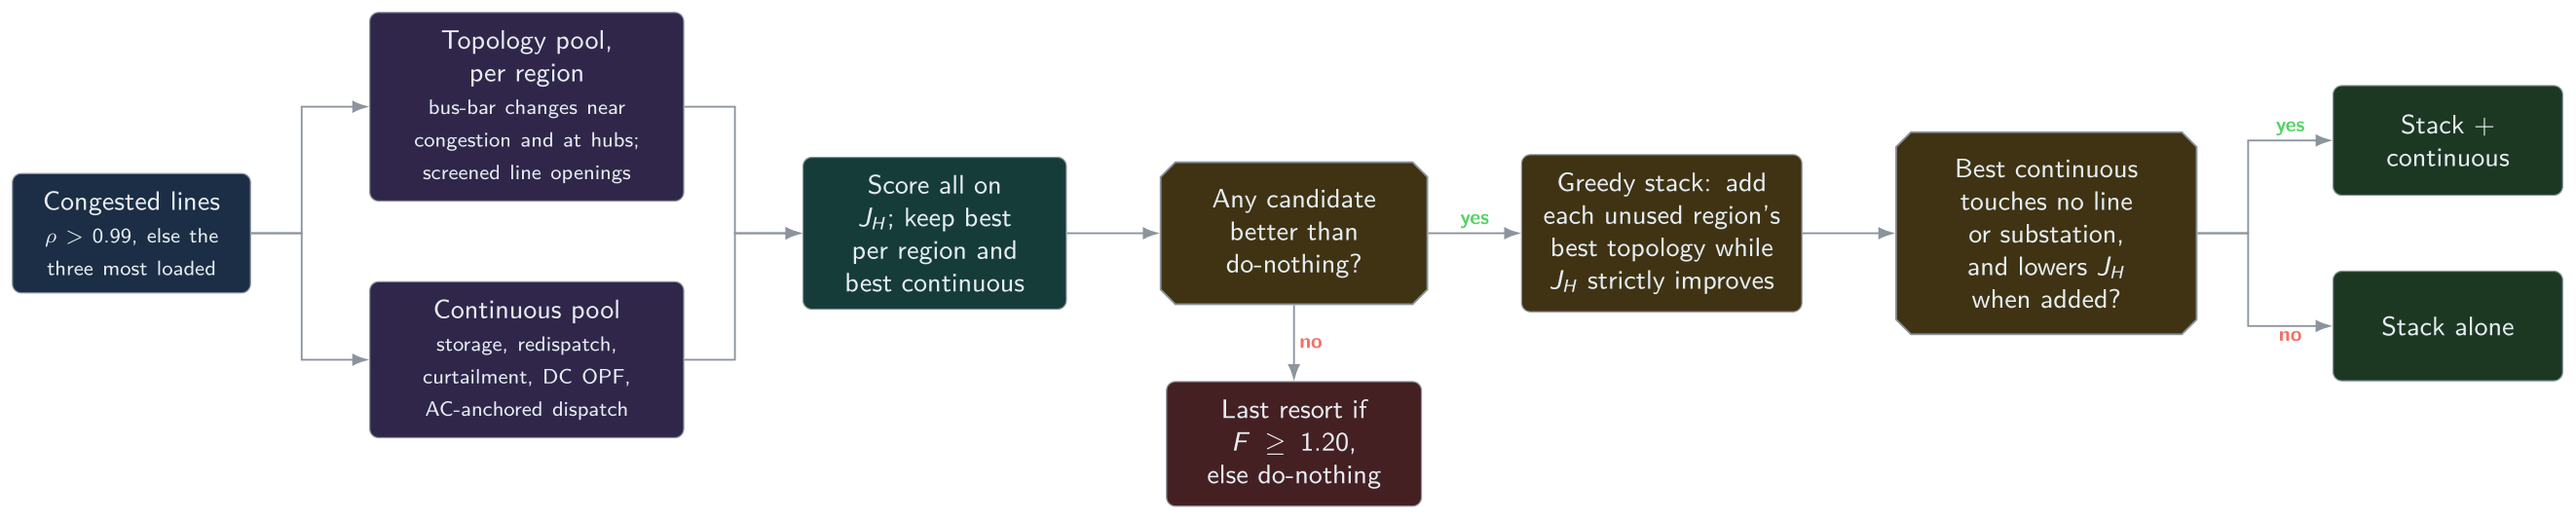 Congested lines
ρ > 0.99, else the
three most loaded
Topology pool,
per region
bus-bar changes near
congestion and at hubs;
screened line openings
Continuous pool
storage, redispatch,
curtailment, DC OPF,
AC-anchored dispatch
Score all on
J_H; keep best
per region and
best continuous
Any candidate
better than
do-nothing?
yes
no
Last resort if
F ≥ 1.20,
else do-nothing
Greedy stack: add
each unused region's
best topology while
J_H strictly improves
Best continuous
touches no line
or substation,
and lowers J_H
when added?
yes
Stack +
continuous
no
Stack alone